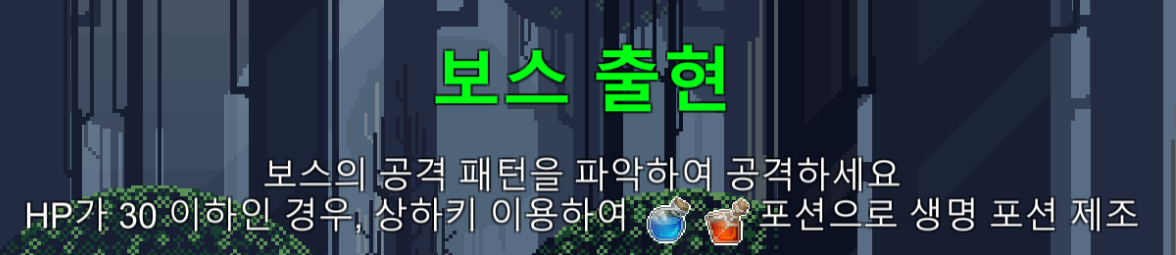 보스 출현
보스의 공격 패턴을 파악하여 공격하세요
HP가 30 이하인 경우, 상하키 이용하여 포션으로 생명 포션 제조